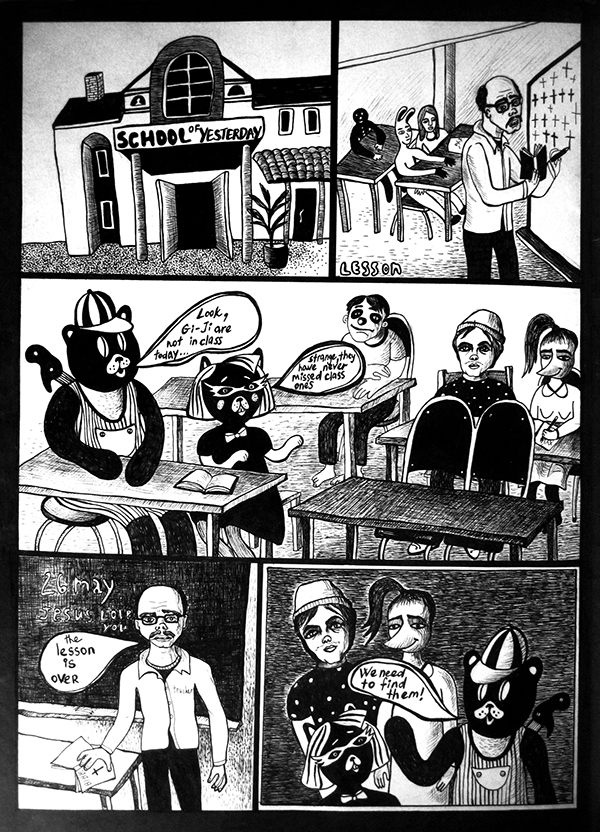 SCHOOL OF YESTERDAY
LESSON
Look,
Gi-Ji are
not in class
today...
strange, they
have never
missed class
ones
26 may
Jesus love
you
the
lesson
is
over
teacher
We need
to find
them!